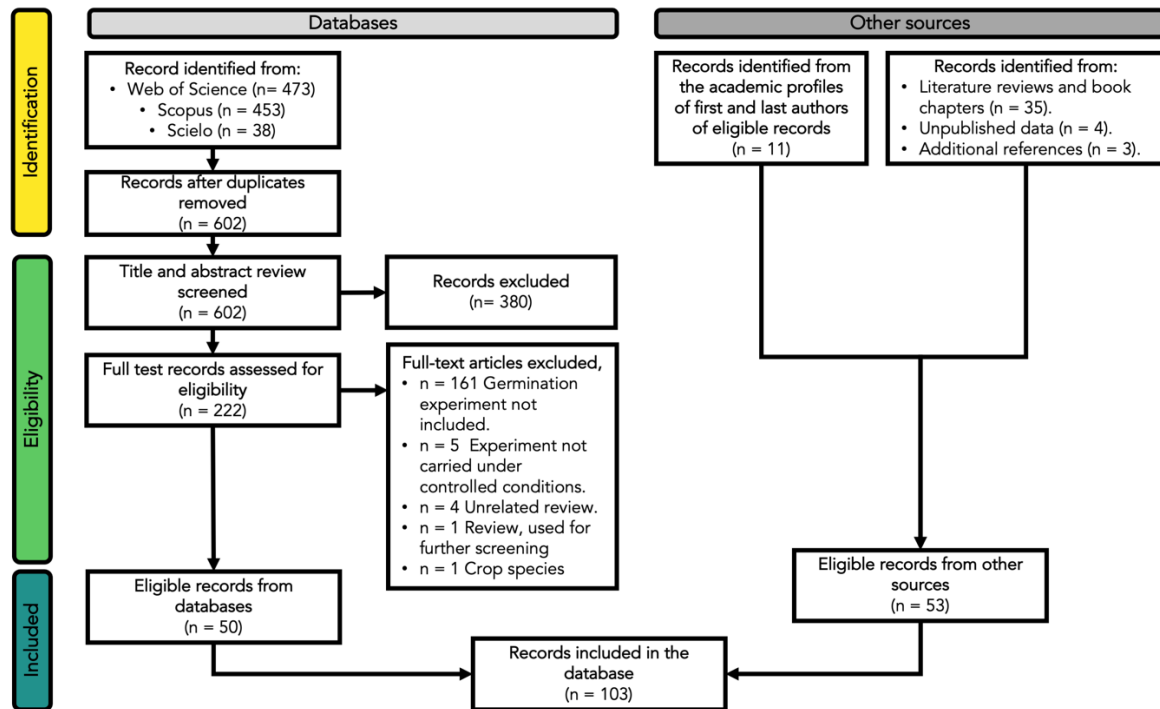 Databases
Other sources
Identification
Record identified from:
• Web of Science (n= 473)
• Scopus (n = 453)
• Scielo (n = 38)
Records identified from
the academic profiles
of first and last authors
of eligible records
(n = 11)
Records identified from:
• Literature reviews and book
chapters (n = 35).
• Unpublished data (n = 4).
• Additional references (n = 3).
Records after duplicates
removed
(n = 602)
Eligibility
Title and abstract review
screened
(n = 602)
Records excluded
(n= 380)
Full test records assessed for
eligibility
(n = 222)
Full-text articles excluded,
• n = 161 Germination
experiment not
included.
• n = 5 Experiment not
carried under
controlled conditions.
• n = 4 Unrelated review.
• n = 1 Review, used for
further screening
• n = 1 Crop species
Included
Eligible records from
databases
(n = 50)
Eligible records from other
sources
(n = 53)
Records included in the
database
(n = 103)